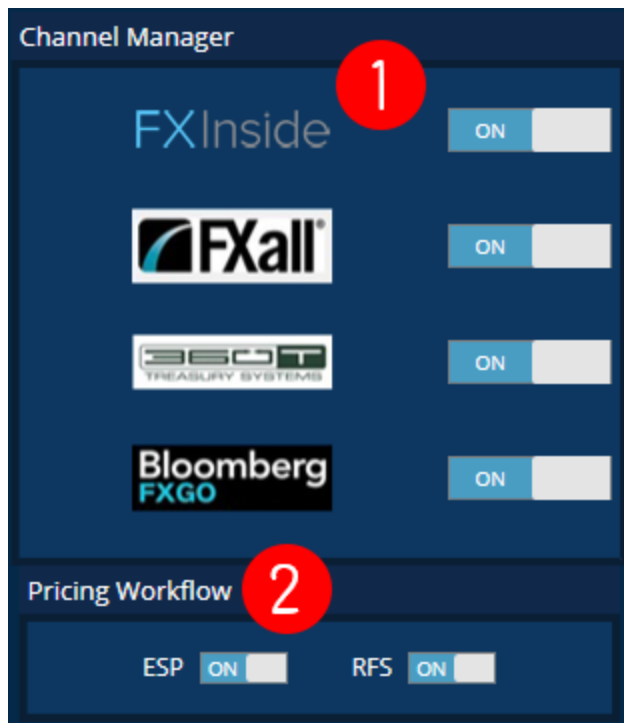 Channel Manager
1
FXInside
ON
FXall®
ON
360T
TREASURY SYSTEMS
ON
Bloomberg
FXGO
ON
Pricing Workflow
2
ESP ON RFS ON